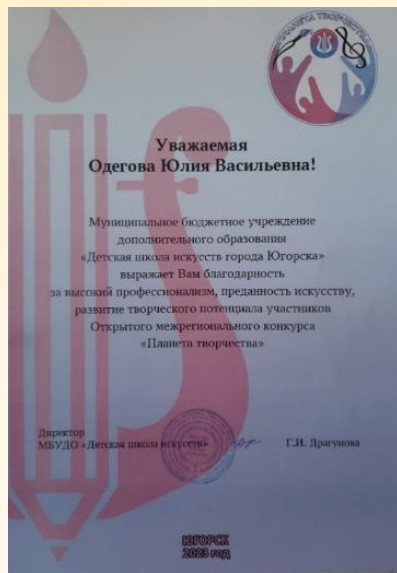 ПЛАНЕТА ТВОРЧЕСТВА
Уважаемая
Одегова Юлия Васильевна!
Муниципальное бюджетное учреждение
дополнительного образования
«Детская школа искусств города Югорска»
выражает Вам благодарность
за высокий профессионализм, преданность искусству,
развитие творческого потенциала участников
Открытого межрегионального конкурса
«Планета творчества»
Директор
МБУДО «Детская школа искусств»
Г.И. Драгунова
ЮГОРСК
2023 год